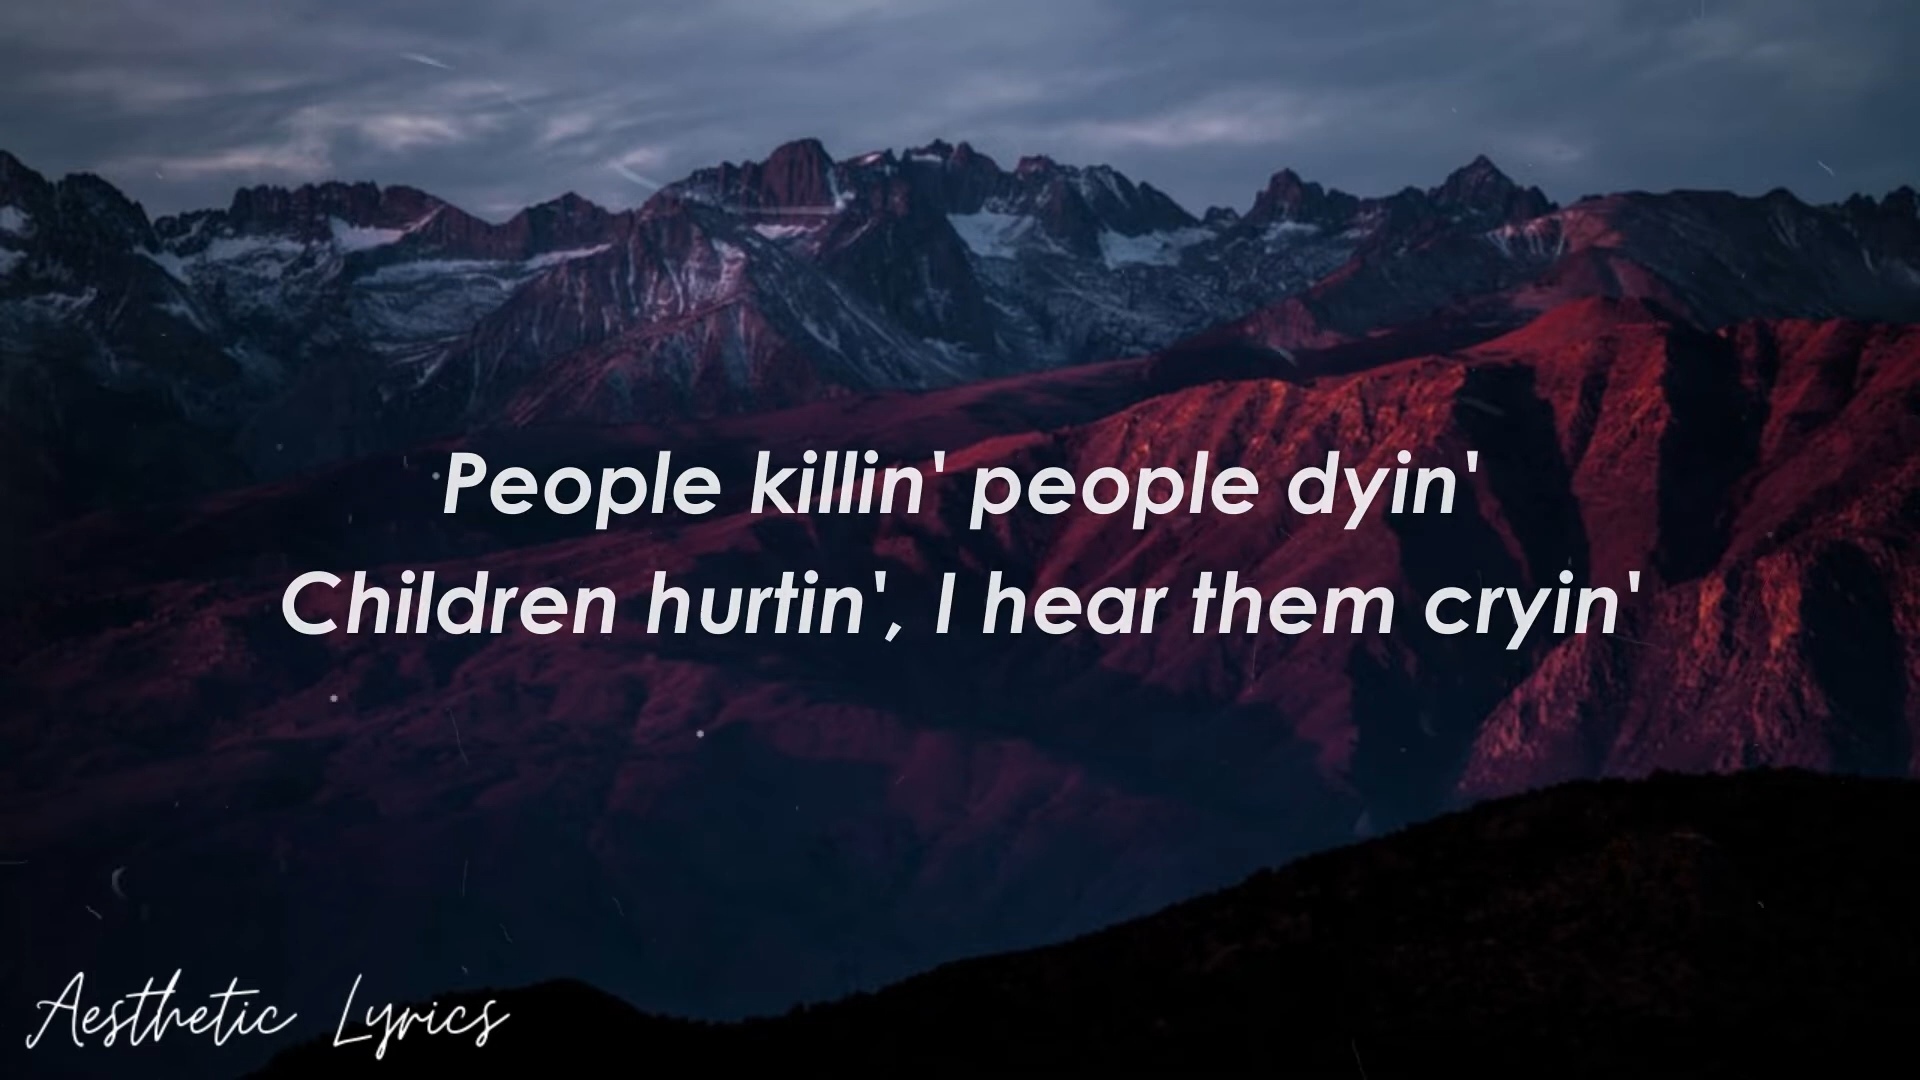 People killin' people dyin'
Children hurtin', I hear them cryin'
Aesthetic Lyrics